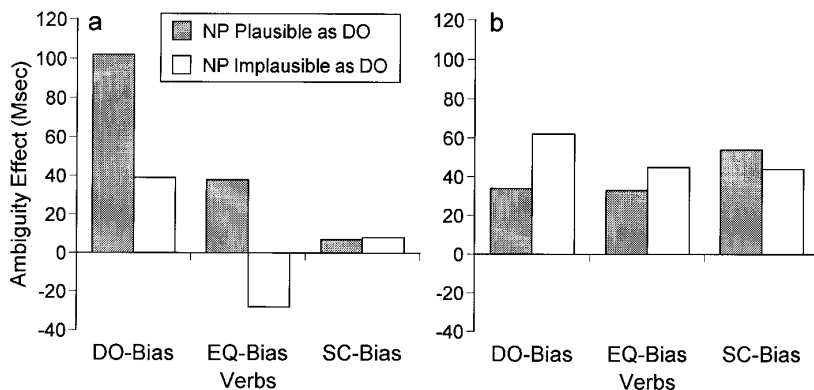 a
NP Plausible as DO
NP Implausible as DO
Ambiguity Effect (Msec)
120
100
80
60
40
20
0
-20
-40
DO-Bias EQ-Bias SC-Bias
Verbs
b
120
100
80
60
40
20
0
-20
-40
DO-Bias EQ-Bias SC-Bias
Verbs